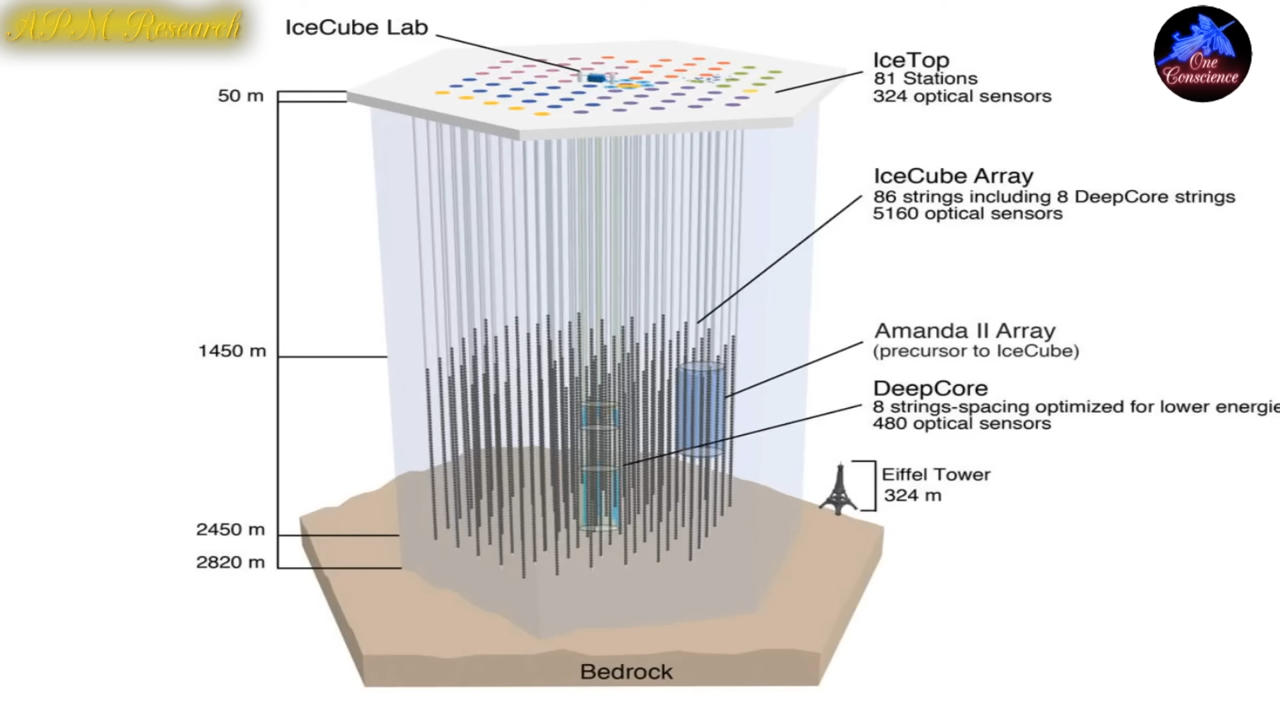 APM Research
IceCube Lab
One
Conscience
IceTop
81 Stations
324 optical sensors
50 m
IceCube Array
86 strings including 8 DeepCore strings
5160 optical sensors
Amanda II Array
(precursor to IceCube)
1450 m
DeepCore
8 strings-spacing optimized for lower energie
480 optical sensors
Eiffel Tower
324 m
2450 m
2820 m
Bedrock